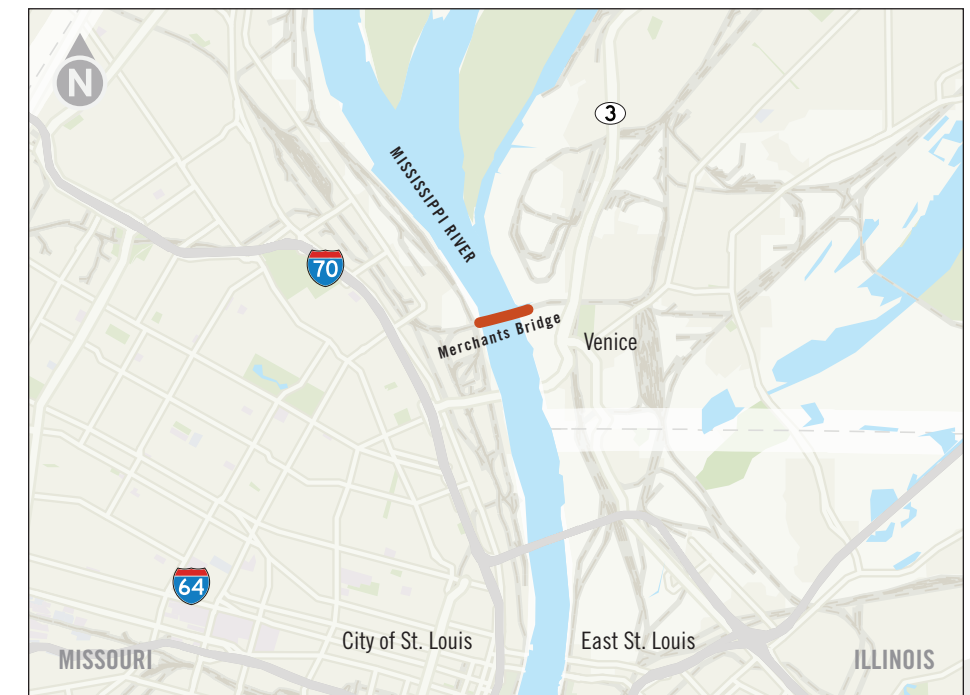 N
3
MISSISSIPPI RIVER
70
Merchants Bridge
Venice
64
City of St. Louis
East St. Louis
MISSOURI
ILLINOIS